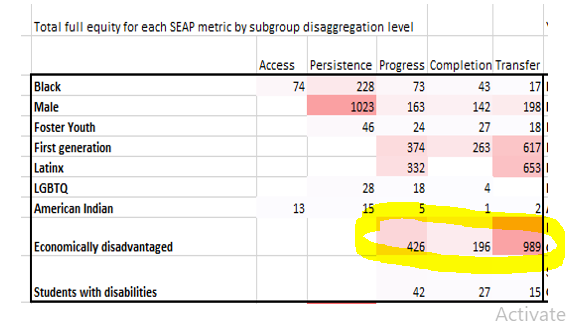 Total full equity for each SEAP metric by subgroup disaggregation level
Access Persistence Progress Completion Transfer
Black 74 228 73 43 17
Male 1023 163 142 198
Foster Youth 46 24 27 18
First generation 374 263 617
Latinx 332 653
LGBTQ 28 18 4
American Indian 13 15 5 1 2
Economically disadvantaged 426 196 989
Students with disabilities 42 27 15
Activate